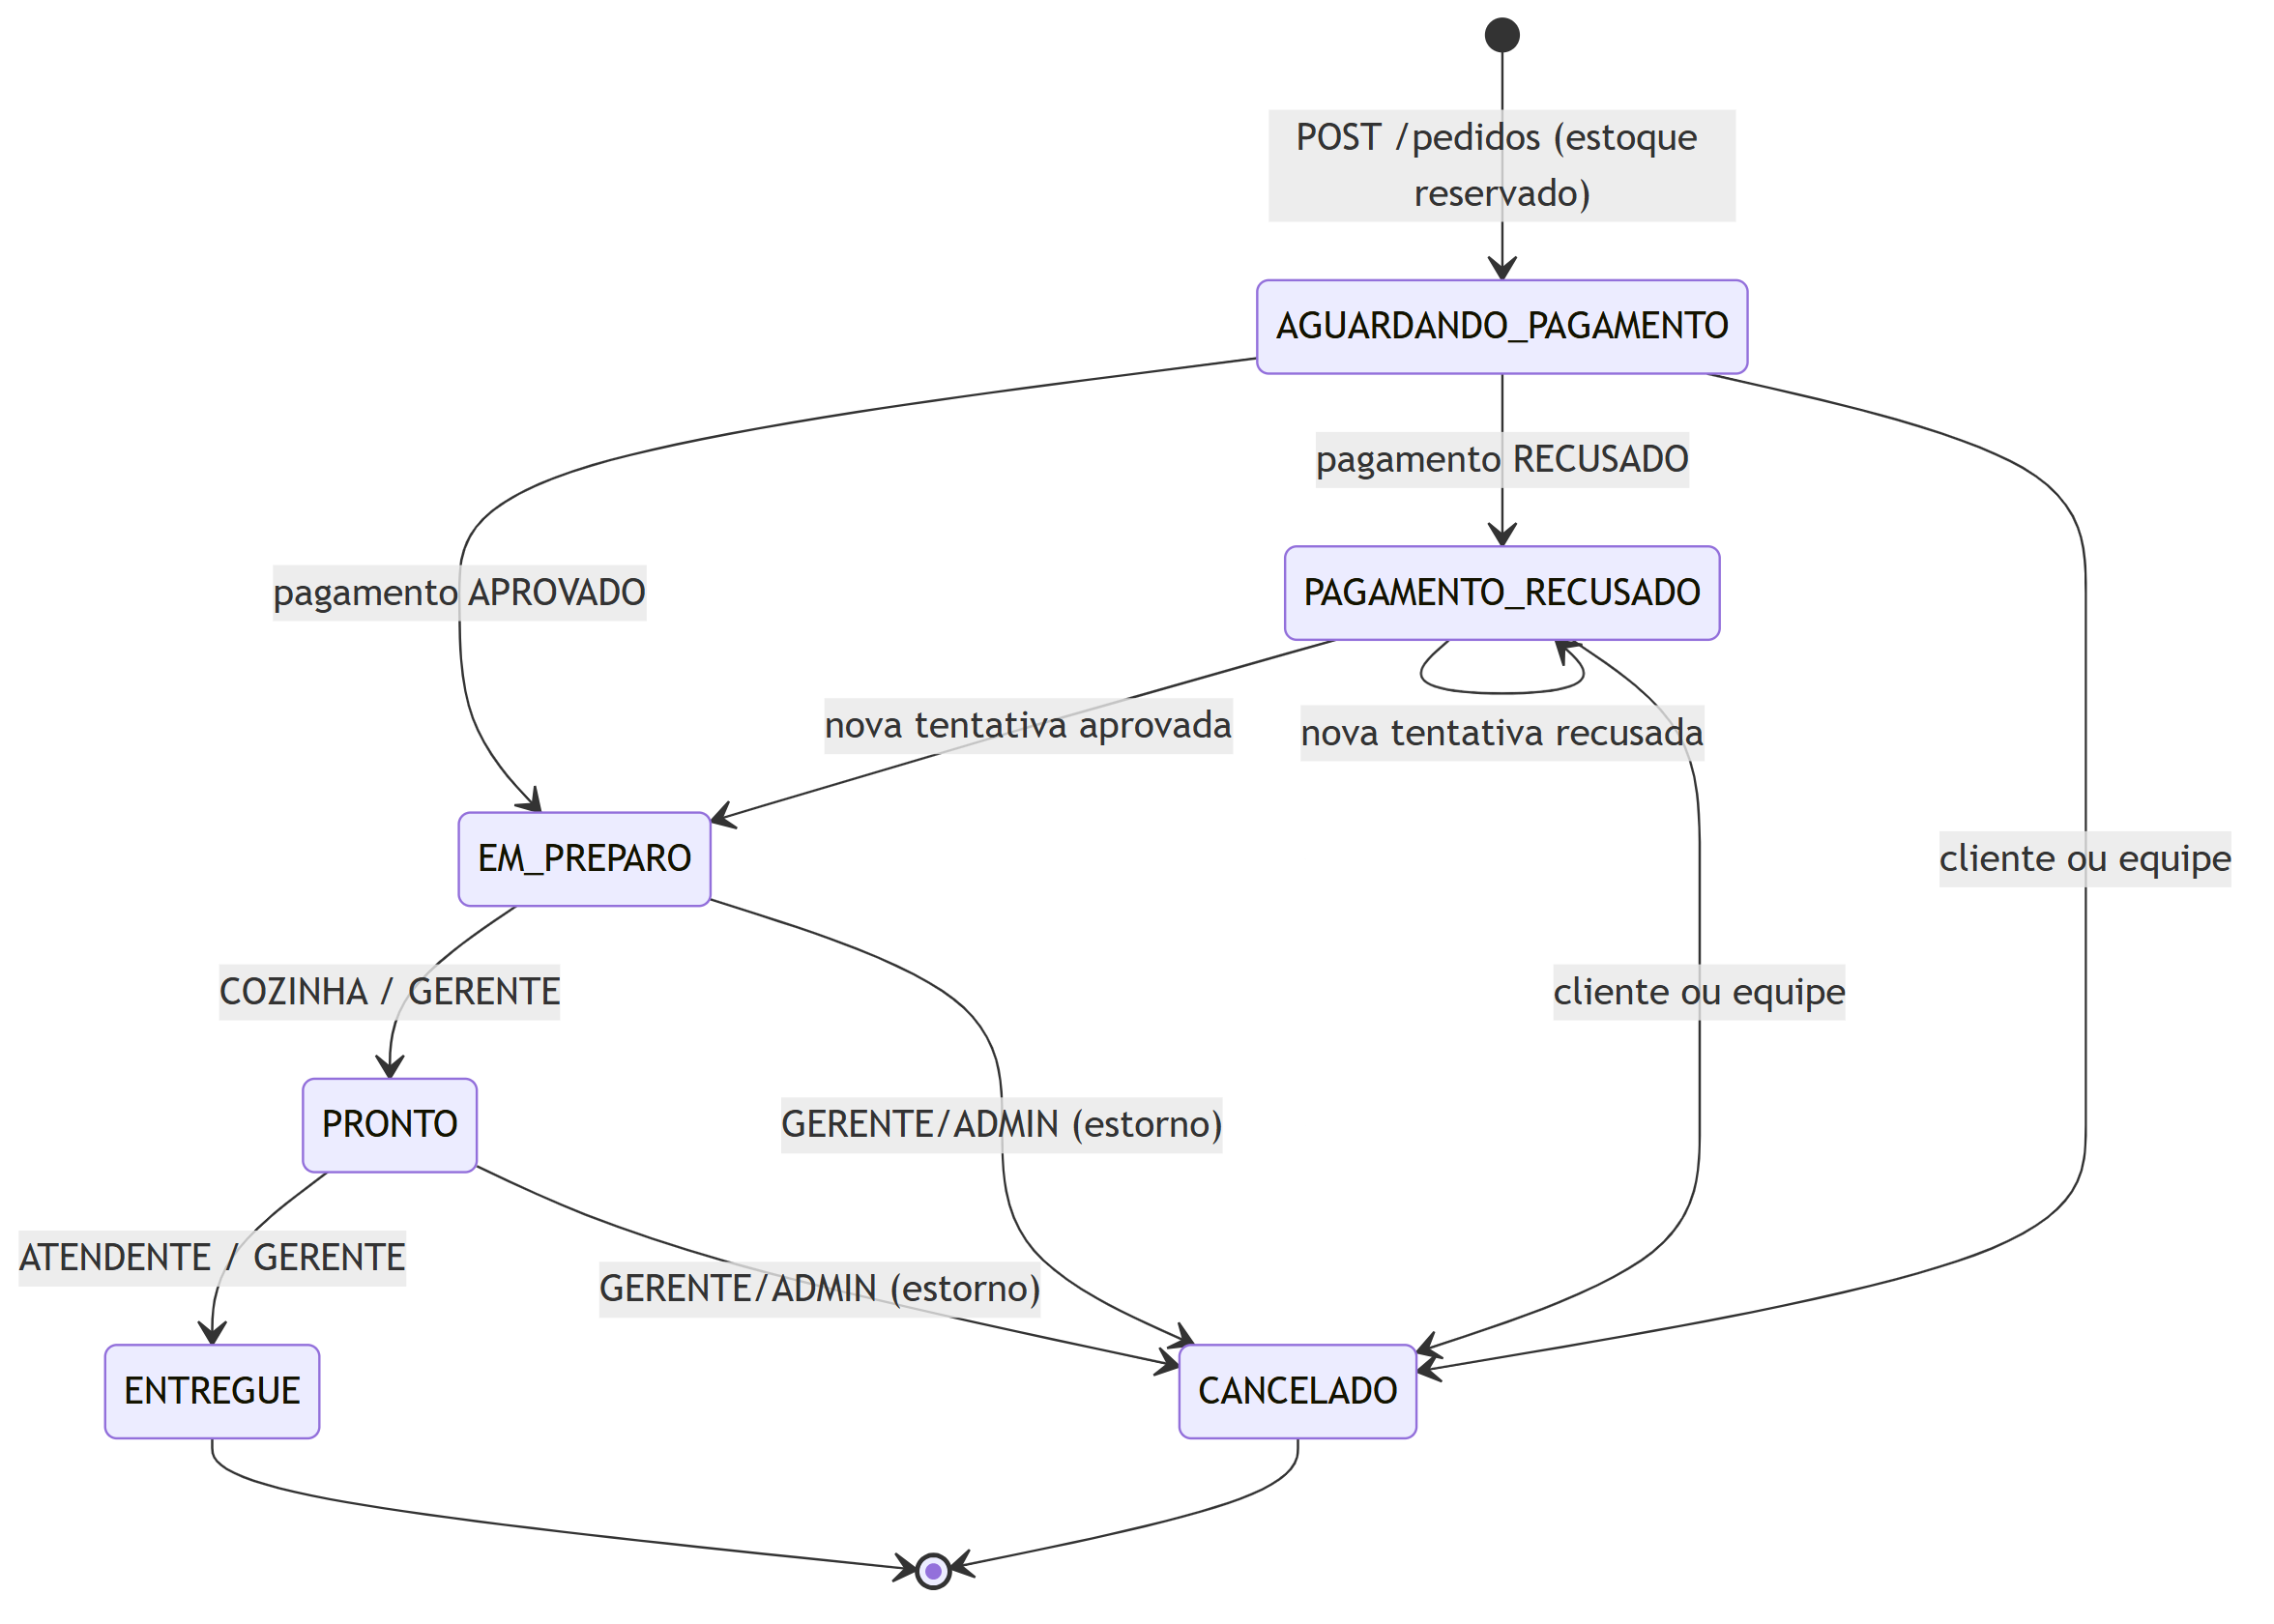 POST /pedidos (estoque
reservado)
AGUARDANDO_PAGAMENTO
pagamento RECUSADO
pagamento APROVADO
PAGAMENTO_RECUSADO
nova tentativa aprovada
nova tentativa recusada
EM_PREPARO
cliente ou equipe
COZINHA / GERENTE
cliente ou equipe
PRONTO
GERENTE/ADMIN (estorno)
ATENDENTE / GERENTE
GERENTE/ADMIN (estorno)
ENTREGUE
CANCELADO